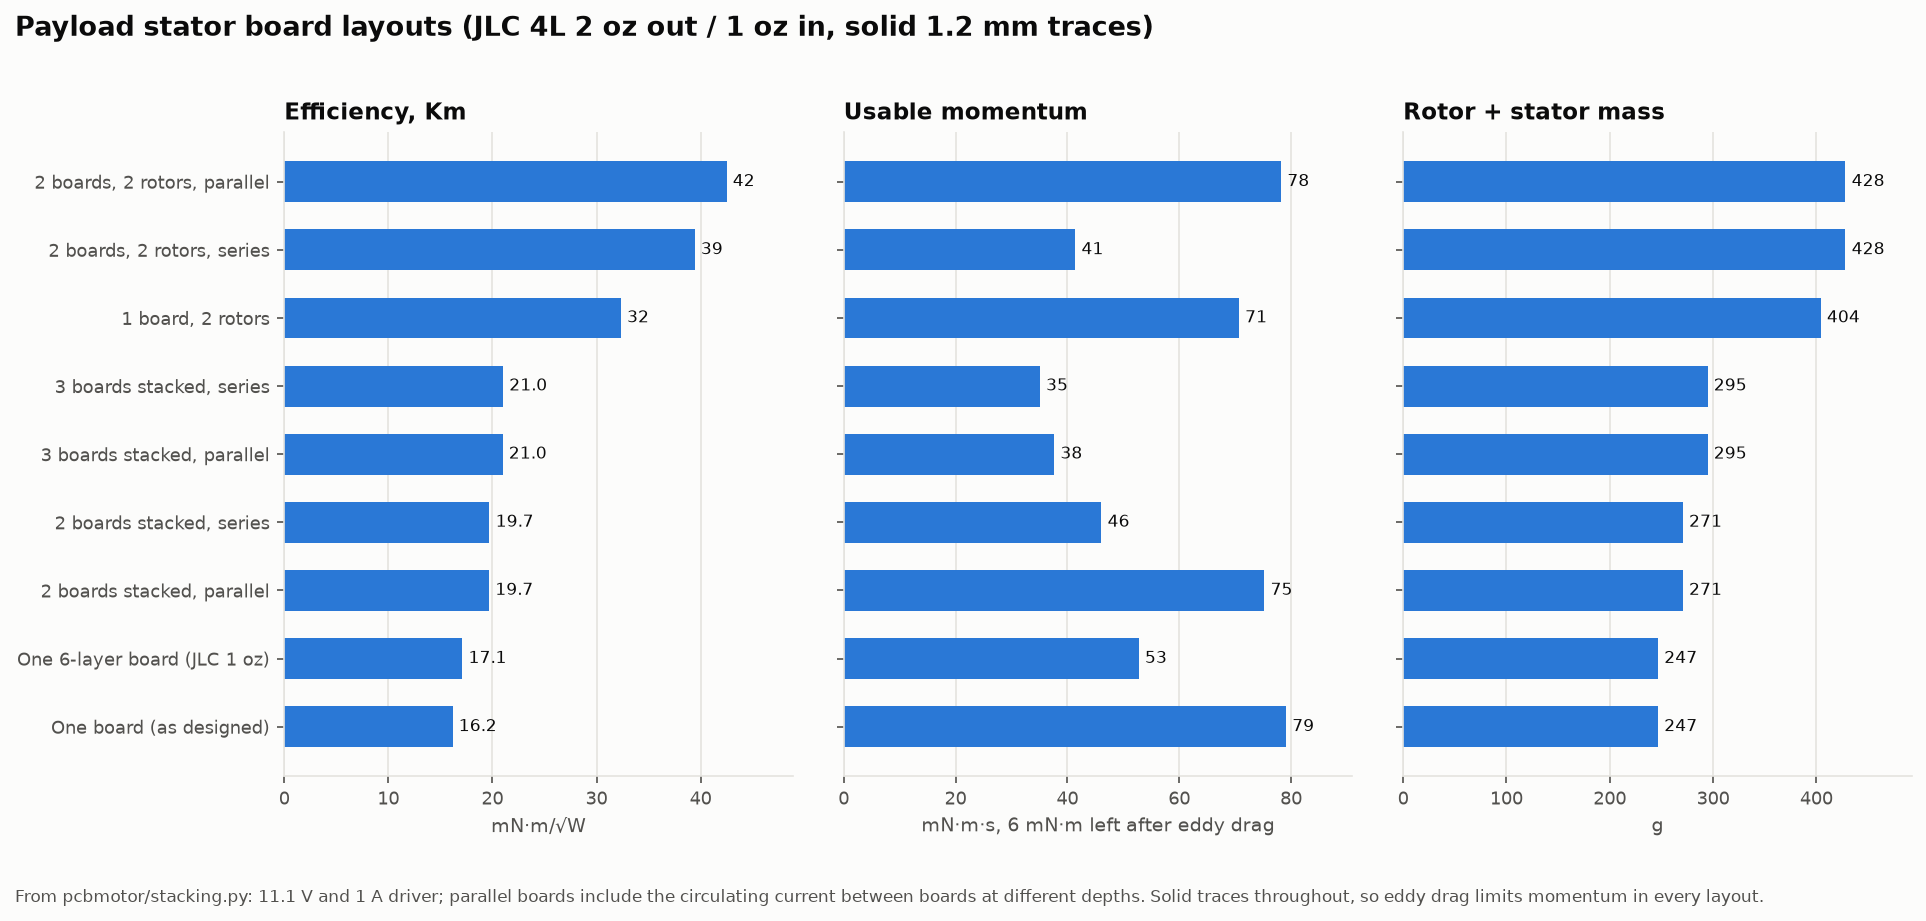 Payload stator board layouts (JLC 4L 2 oz out / 1 oz in, solid 1.2 mm traces)
Efficiency, Km
Usable momentum
Rotor + stator mass
2 boards, 2 rotors, parallel
42
78
428
2 boards, 2 rotors, series
39
41
428
1 board, 2 rotors
32
71
404
3 boards stacked, series
21.0
35
295
3 boards stacked, parallel
21.0
38
295
2 boards stacked, series
19.7
46
271
2 boards stacked, parallel
19.7
75
271
One 6-layer board (JLC 1 oz)
17.1
53
247
One board (as designed)
16.2
79
247
0 10 20 30 40
0 20 40 60 80
0 100 200 300 400
mN·m/√W
mN·m·s, 6 mN·m left after eddy drag
g
From pcbmotor/stacking.py: 11.1 V and 1 A driver; parallel boards include the circulating current between boards at different depths. Solid traces throughout, so eddy drag limits momentum in every layout.